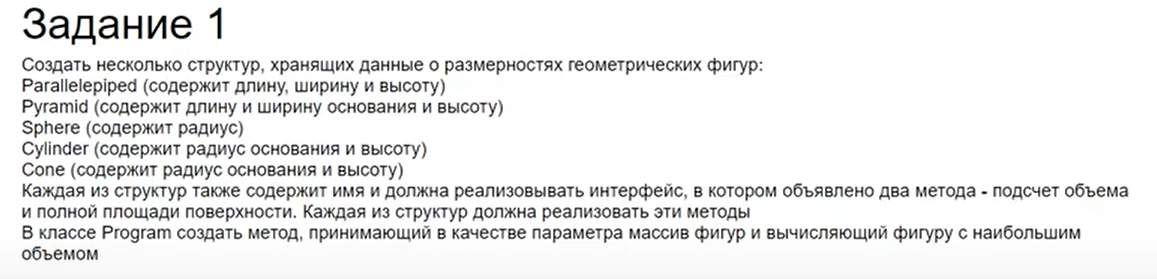 Задание 1
Создать несколько структур, хранящих данные о размерностях геометрических фигур:
Parallelepiped (содержит длину, ширину и высоту)
Pyramid (содержит длину и ширину основания и высоту)
Sphere (содержит радиус)
Cylinder (содержит радиус основания и высоту)
Cone (содержит радиус основания и высоту)
Каждая из структур также содержит имя и должна реализовывать интерфейс, в котором объявлено два метода - подсчет объема
и полной площади поверхности. Каждая из структур должна реализовать эти методы
В классе Program создать метод, принимающий в качестве параметра массив фигур и вычисляющий фигуру с наибольшим
объемом